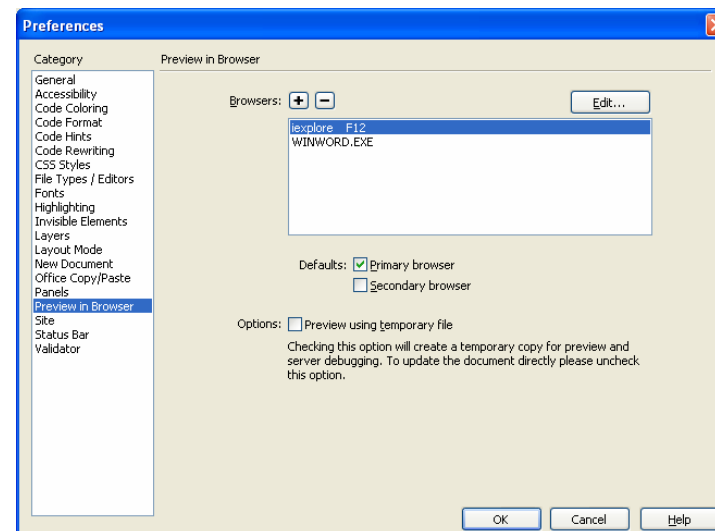 Preferences
Category
General
Accessibility
Code Coloring
Code Format
Code Hints
Code Rewriting
CSS Styles
File Types / Editors
Fonts
Highlighting
Invisible Elements
Layers
Layout Mode
New Document
Office Copy/Paste
Panels
Preview in Browser
Site
Status Bar
Validator
Preview in Browser
Browsers:
Edit...
iexplore F12
WINWORD.EXE
Defaults: Primary browser
Secondary browser
Options: Preview using temporary file
Checking this option will create a temporary copy for preview and
server debugging. To update the document directly please uncheck
this option.
OK Cancel Help